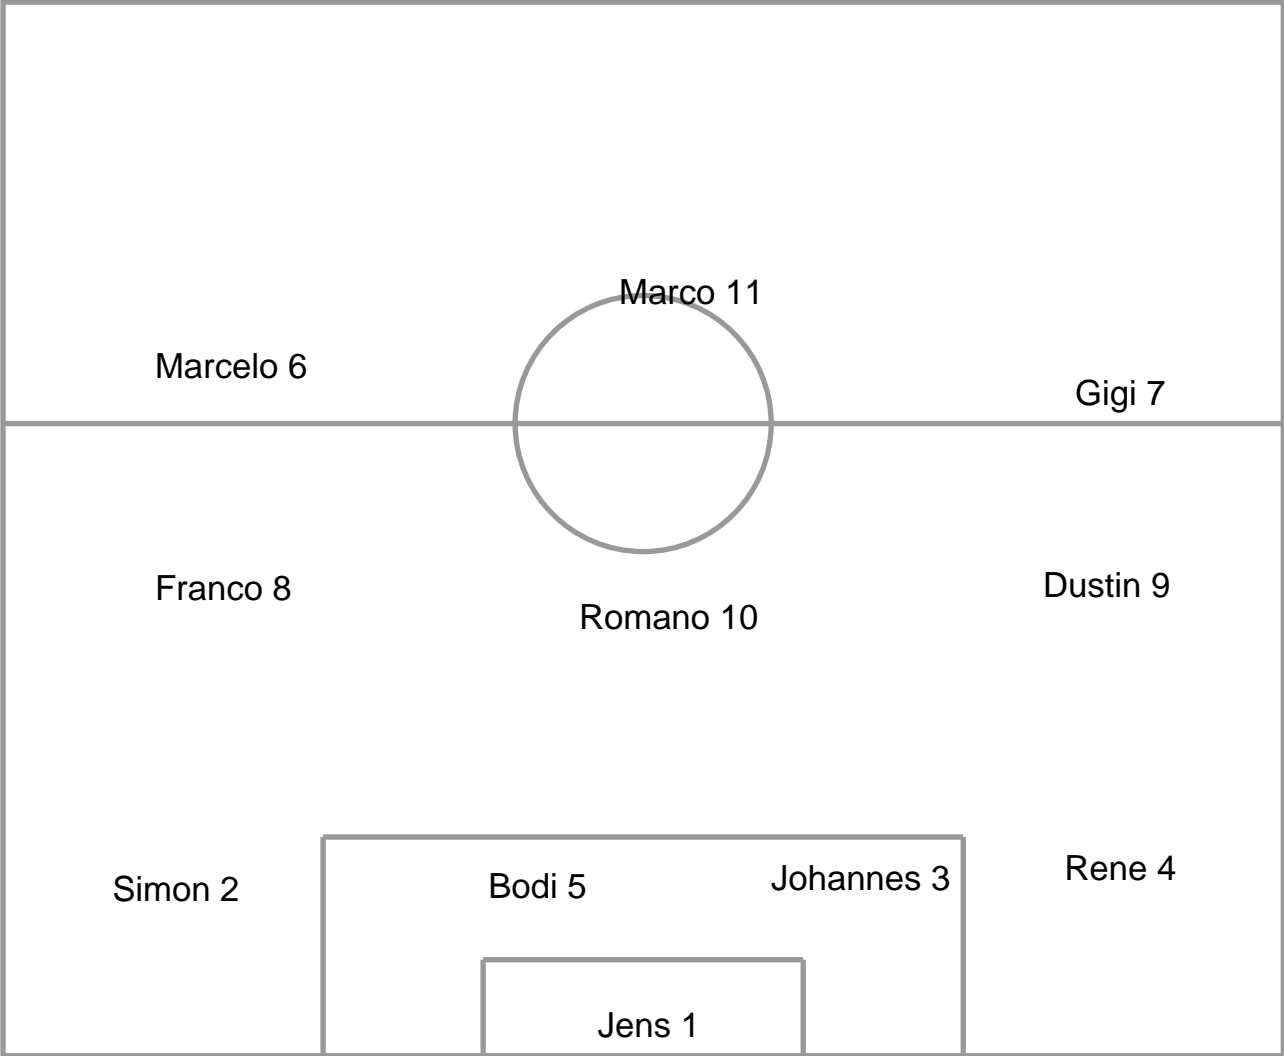 Marco 11
Marcelo 6
Gigi 7
Franco 8
Dustin 9
Romano 10
Simon 2
Bodi 5
Johannes 3
Rene 4
Jens 1